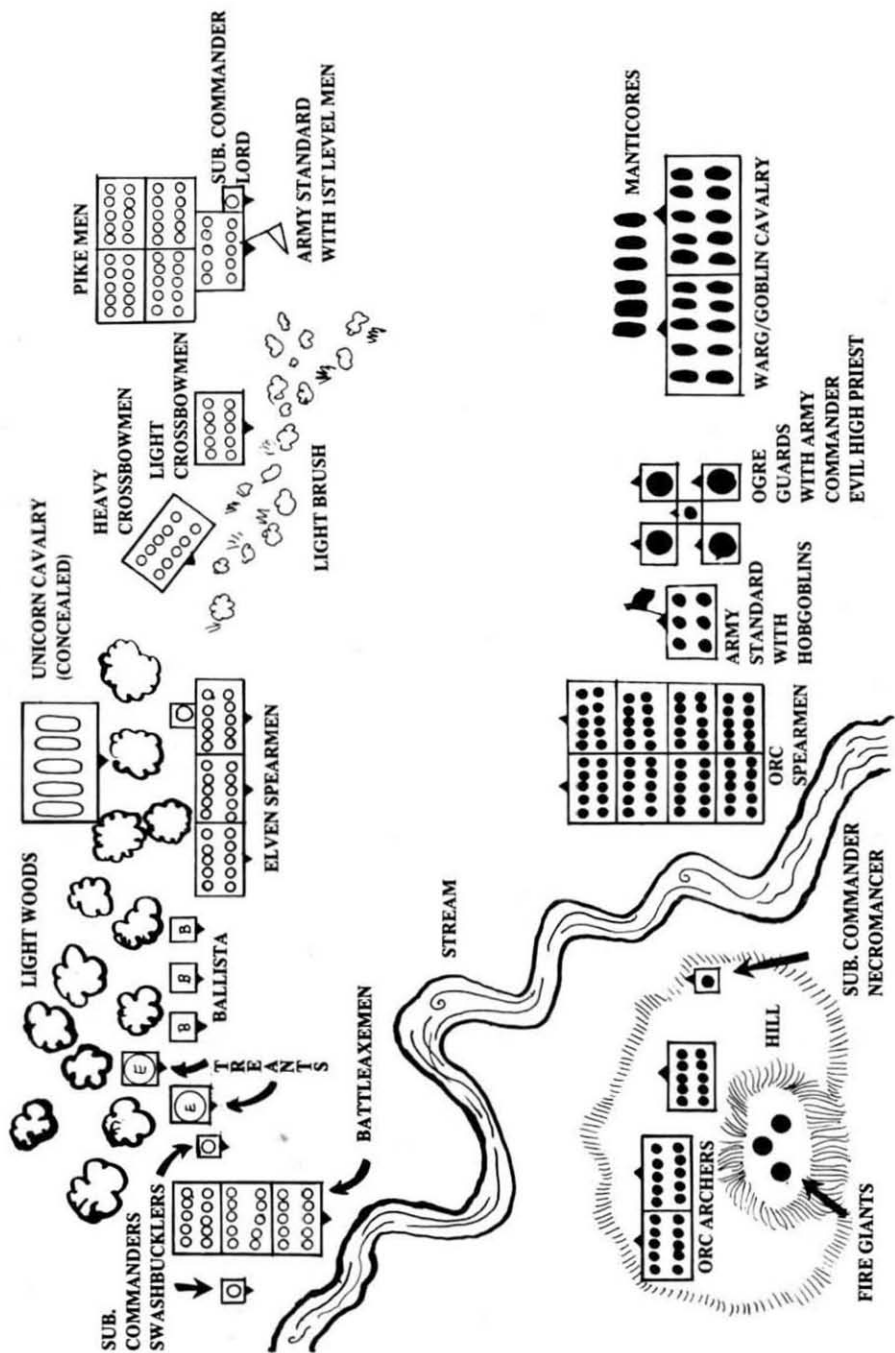 LIGHT WOODS
UNICORN CAVALRY
(CONCEALED)
PIKE MEN
HEAVY
CROSSBOWMEN
LIGHT
CROSSBOWMEN
SUB. COMMANDER
LORD
SUB.
COMMANDERS
SWASHBUCKLERS
E
E
B
B
B
TREANTS
BALLISTA
ELVEN SPEARMEN
ARMY STANDARD
WITH 1ST LEVEL MEN
LIGHT BRUSH
BATTLEAXEMEN
STREAM
MANTICORES
ORC ARCHERS
HILL
FIRE GIANTS
SUB. COMMANDER
NECROMANCER
ORC
SPEARMEN
ARMY
STANDARD
WITH
HOBGOBLINS
OGRE
GUARDS
WITH ARMY
COMMANDER
EVIL HIGH PRIEST
WARG/GOBLIN CAVALRY